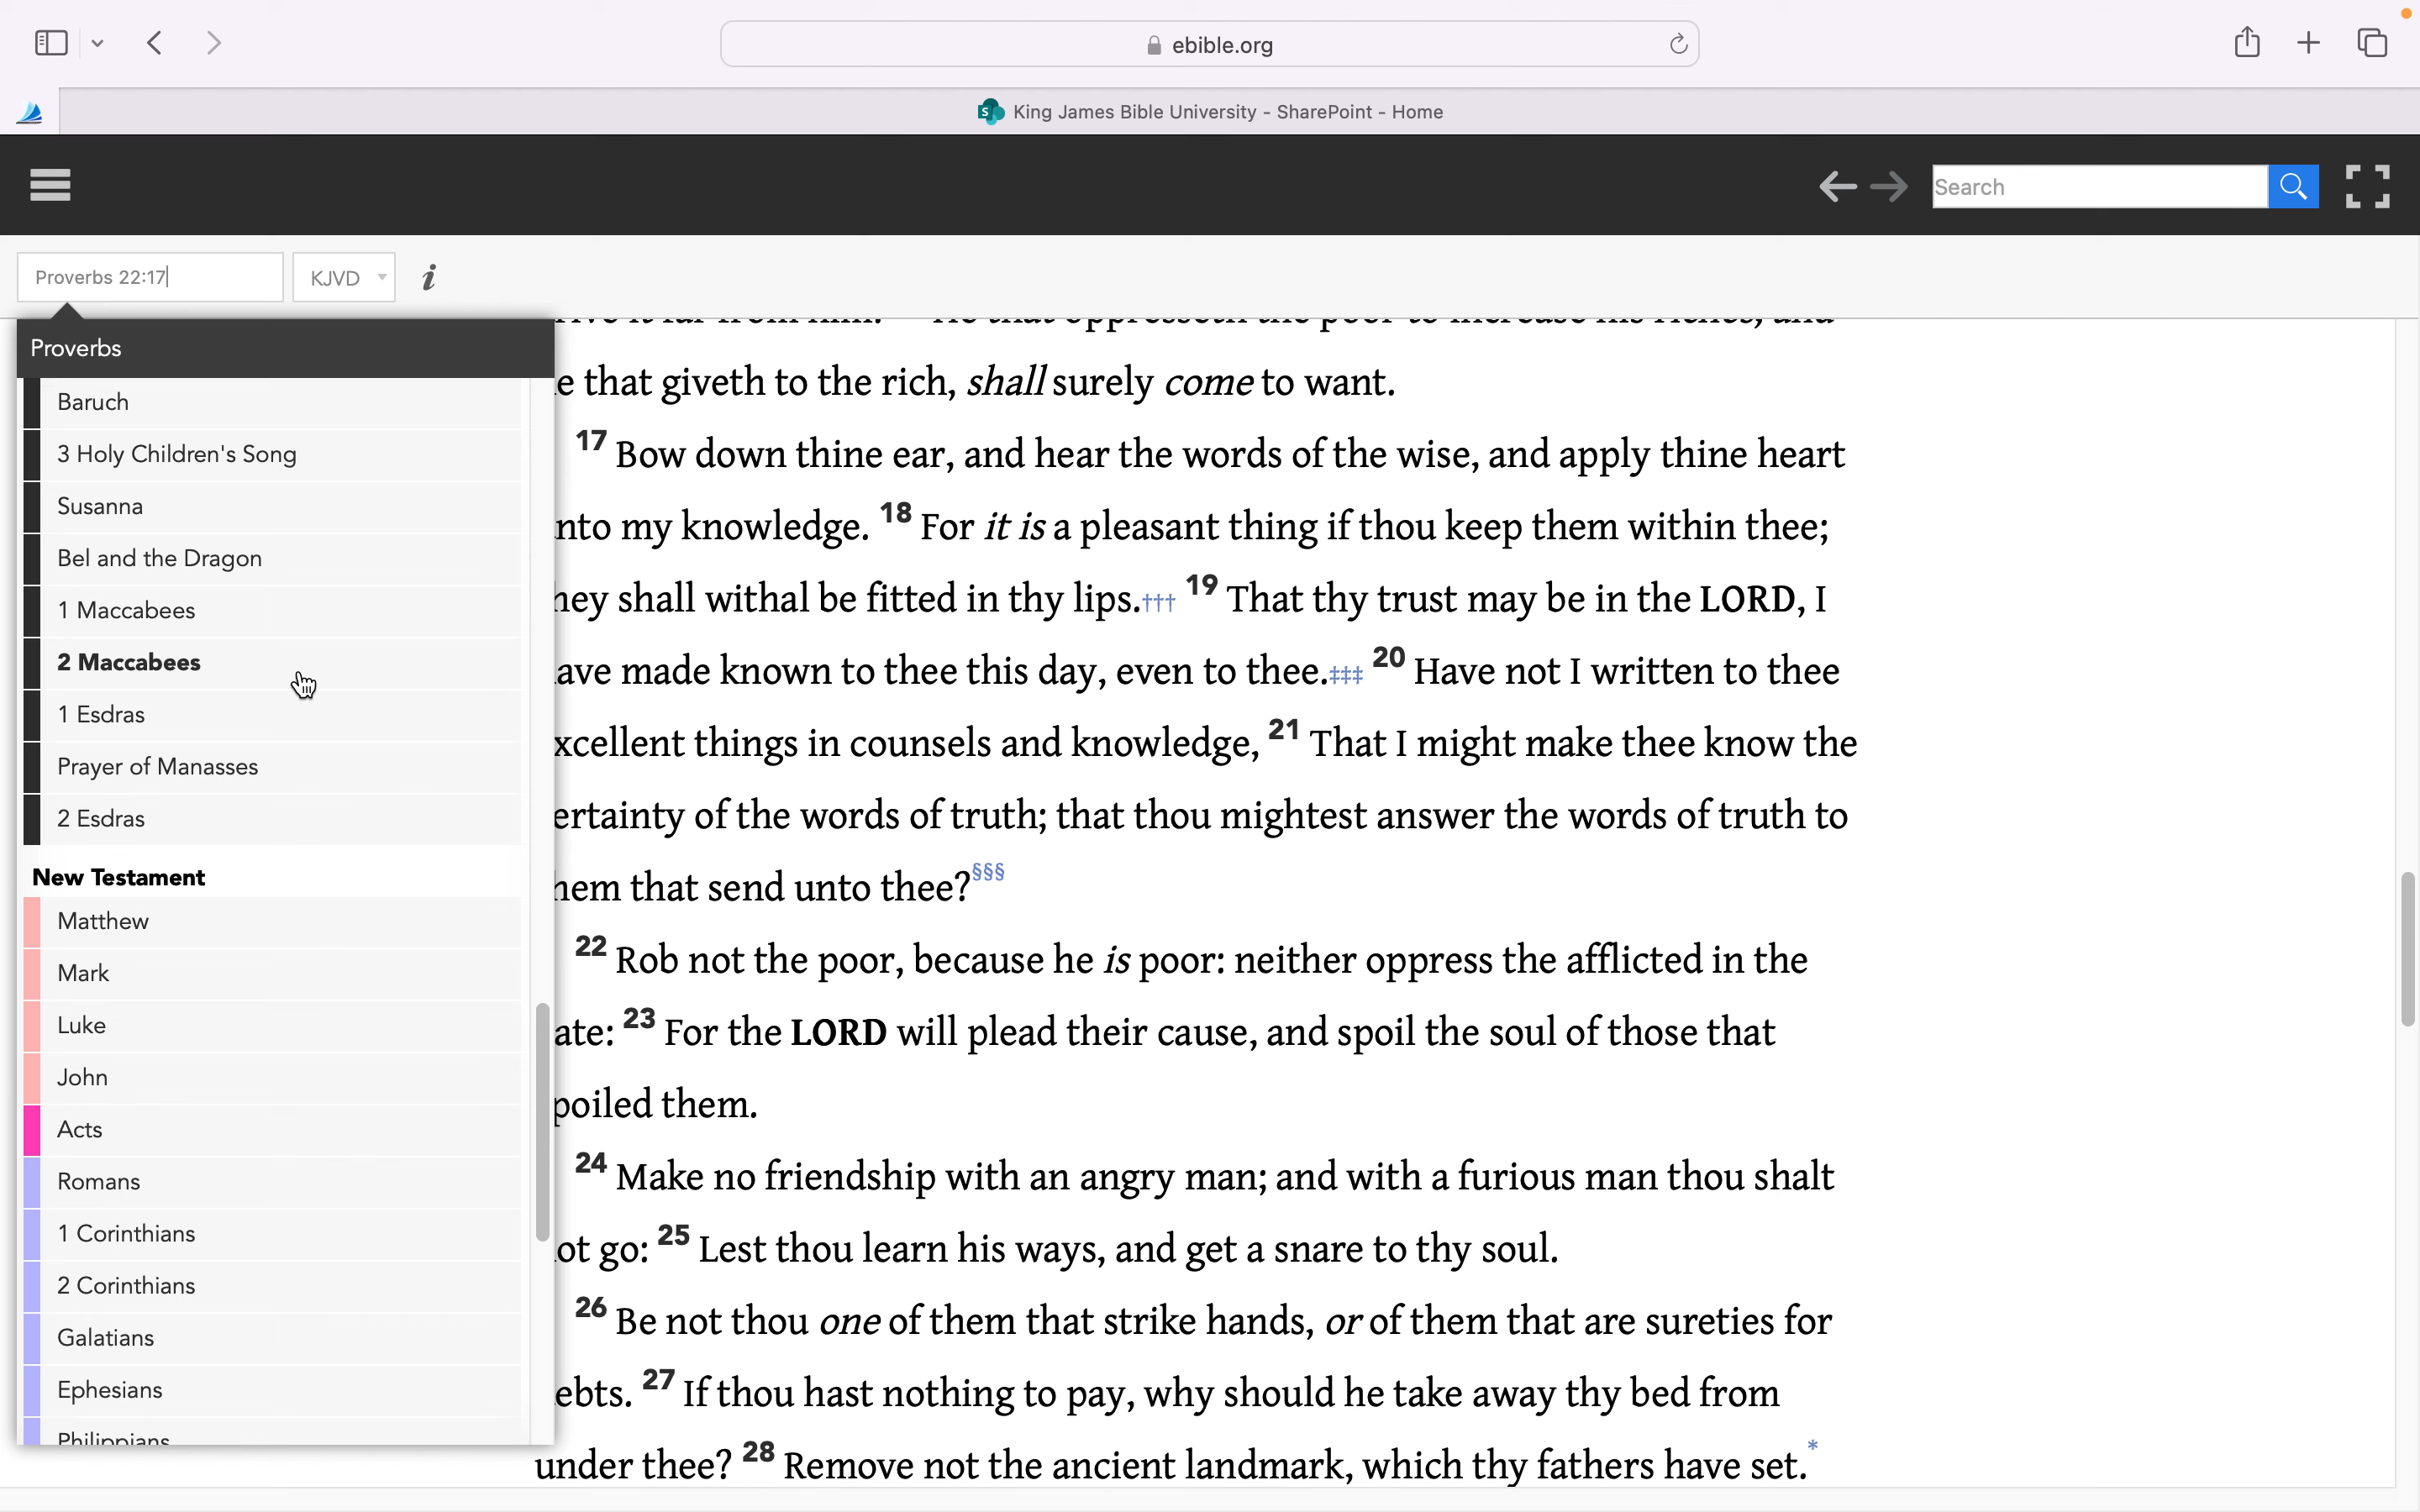 ebible.org
King James Bible University - SharePoint - Home
Search
Proverbs 22:17
KJVD
i
Proverbs
Baruch
3 Holy Children's Song
Susanna
Bel and the Dragon
1 Maccabees
2 Maccabees
1 Esdras
Prayer of Manasses
2 Esdras
New Testament
Matthew
Mark
Luke
John
Acts
Romans
1 Corinthians
2 Corinthians
Galatians
Ephesians
Philippians
He that oppresseth the poor to increase his riches, and
e that giveth to the rich, shall surely come to want.
17 Bow down thine ear, and hear the words of the wise, and apply thine heart
nto my knowledge. 18 For it is a pleasant thing if thou keep them within thee;
hey shall withal be fitted in thy lips.††† 19 That thy trust may be in the LORD, I
ave made known to thee this day, even to thee.‡‡‡ 20 Have not I written to thee
xcellent things in counsels and knowledge, 21 That I might make thee know the
ertainty of the words of truth; that thou mightest answer the words of truth to
hem that send unto thee?§§§
22 Rob not the poor, because he is poor: neither oppress the afflicted in the
ate: 23 For the LORD will plead their cause, and spoil the soul of those that
poiled them.
24 Make no friendship with an angry man; and with a furious man thou shalt
ot go: 25 Lest thou learn his ways, and get a snare to thy soul.
26 Be not thou one of them that strike hands, or of them that are sureties for
ebts. 27 If thou hast nothing to pay, why should he take away thy bed from
under thee? 28 Remove not the ancient landmark, which thy fathers have set.*